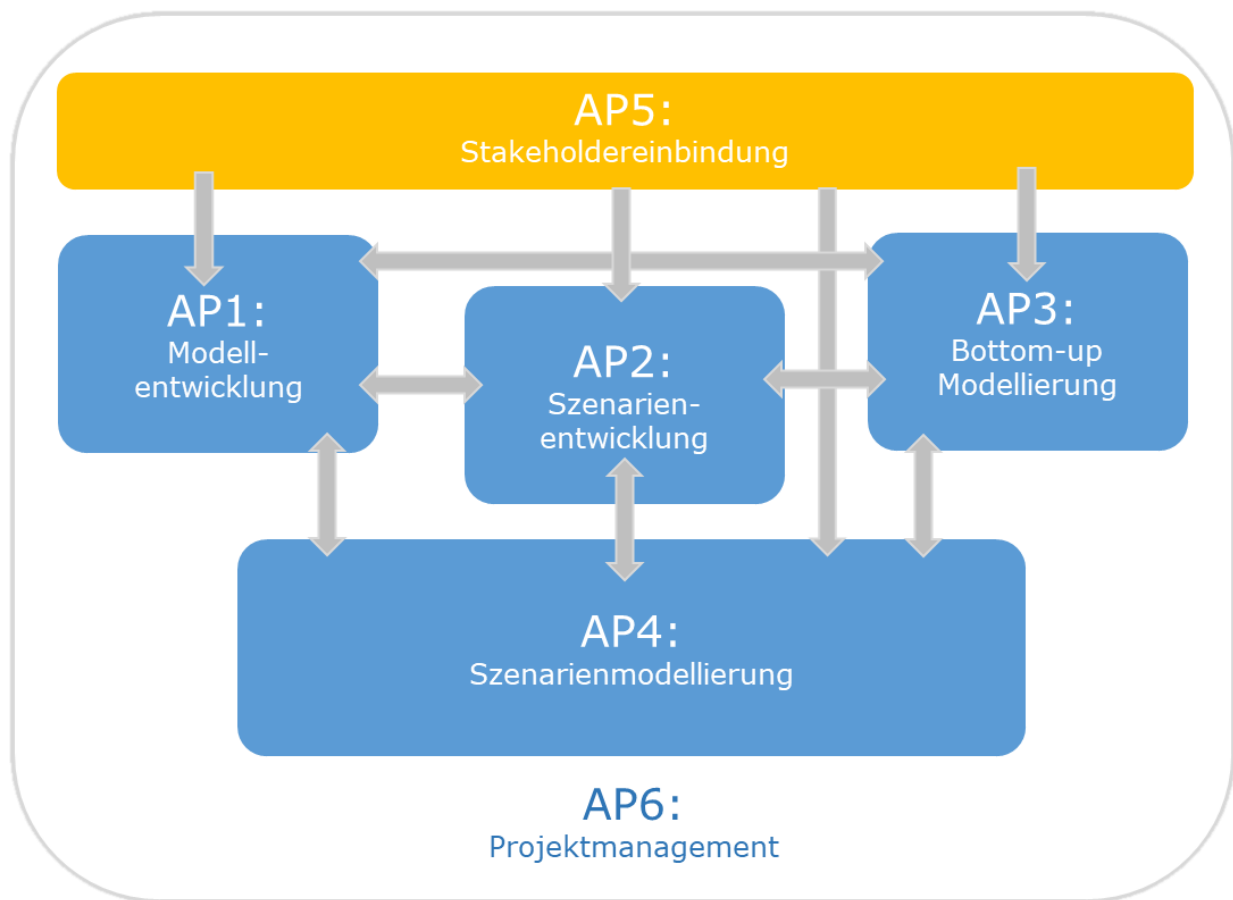 AP5:
Stakeholdereinbindung
AP1:
Modell-
entwicklung
AP2:
Szenarien-
entwicklung
AP3:
Bottom-up
Modellierung
AP4:
Szenarienmodellierung
AP6:
Projektmanagement